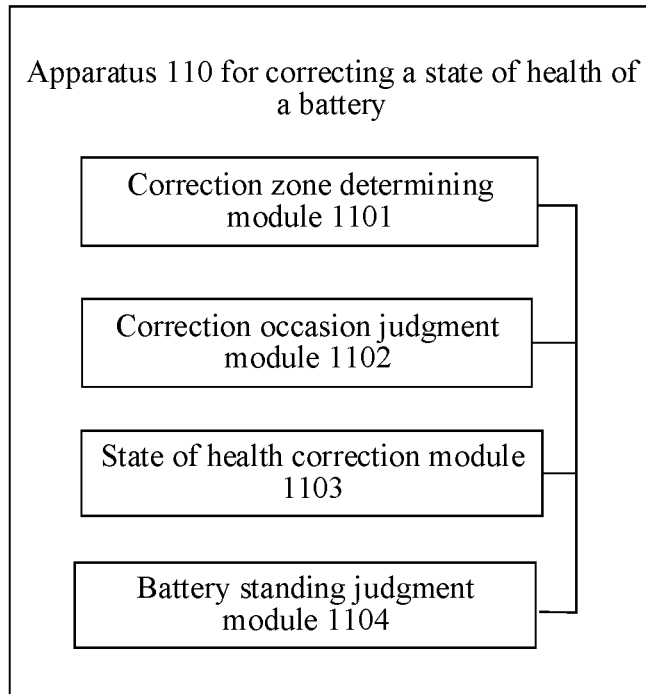 Apparatus 110 for correcting a state of health of
a battery
Correction zone determining
module 1101
Correction occasion judgment
module 1102
State of health correction module
1103
Battery standing judgment
module 1104